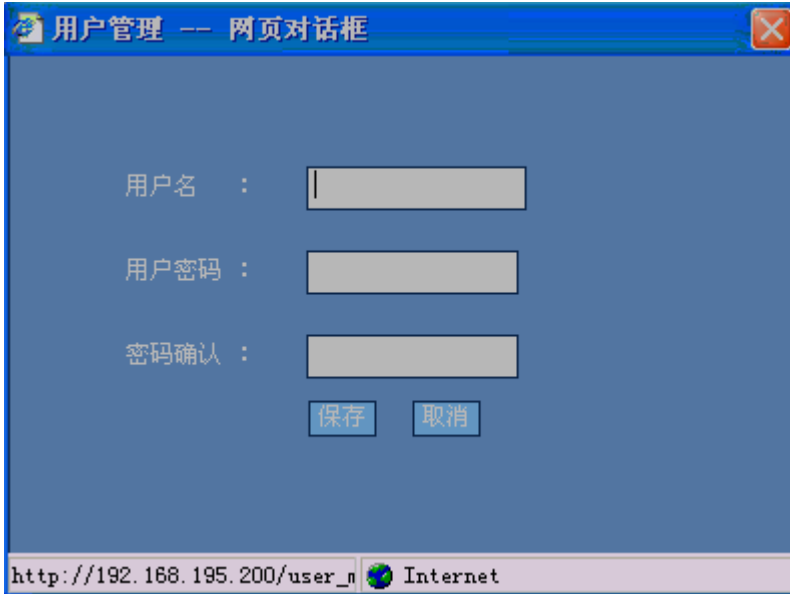 用户管理 -- 网页对话框
用户名 :
用户密码 :
密码确认 :
保存 取消
http://192.168.195.200/user_m Internet